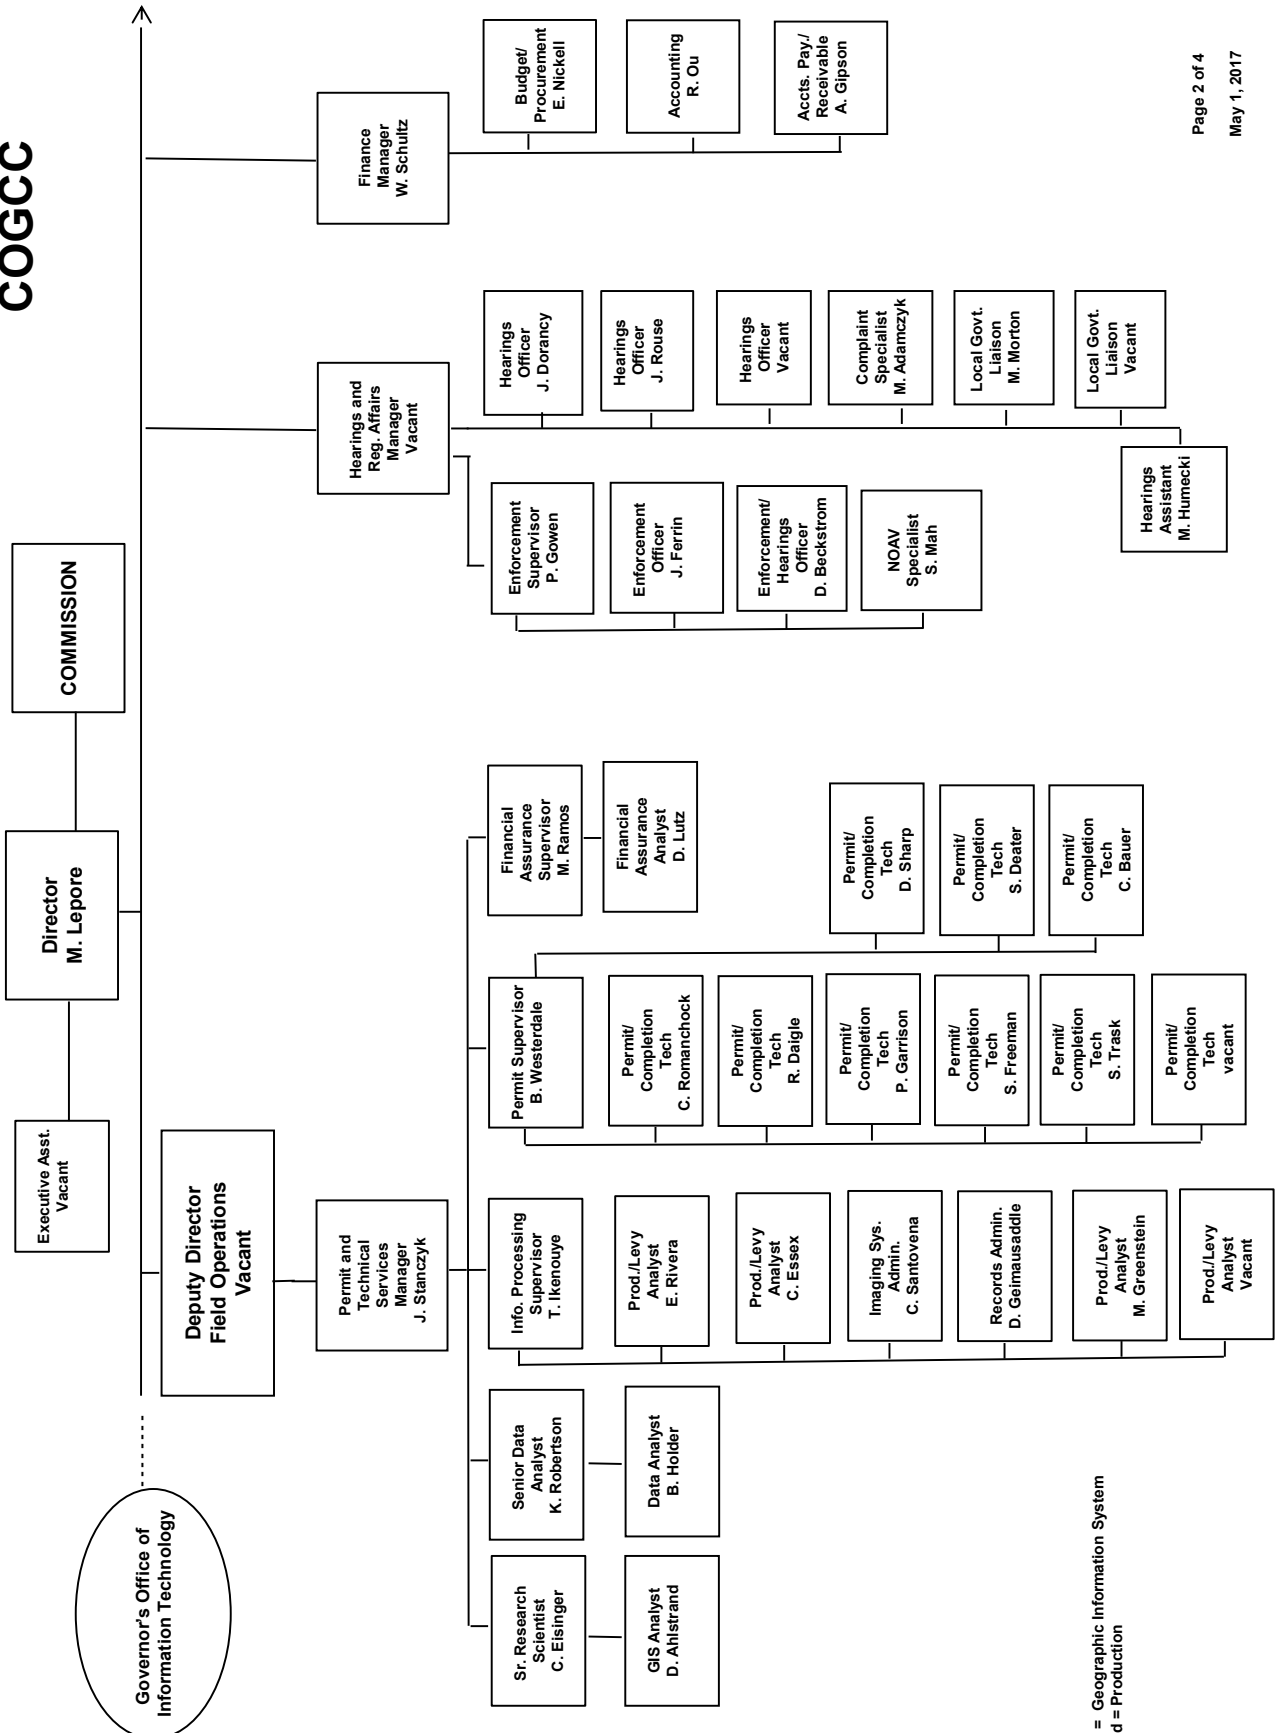 COGCC
COMMISSION
Director
M. Lepore
Executive Asst.
Vacant
Governor's Office of
Information Technology
Deputy Director
Field Operations
Vacant
Permit and
Technical
Services
Manager
J. Stanczyk
Hearings and
Reg. Affairs
Manager
Vacant
Finance
Manager
W. Schultz
Sr. Research
Scientist
C. Eisinger
GIS Analyst
D. Ahlstrand
Senior Data
Analyst
K. Robertson
Data Analyst
B. Holder
Info. Processing
Supervisor
T. Ikenouye
Prod./Levy
Analyst
E. Rivera
Prod./Levy
Analyst
C. Essex
Imaging Sys.
Admin.
C. Santovena
Records Admin.
D. Geimausaddle
Prod./Levy
Analyst
M. Greenstein
Prod./Levy
Analyst
Vacant
Permit Supervisor
B. Westerdale
Permit/
Completion
Tech
C. Romanchock
Permit/
Completion
Tech
R. Daigle
Permit/
Completion
Tech
P. Garrison
Permit/
Completion
Tech
S. Freeman
Permit/
Completion
Tech
S. Trask
Permit/
Completion
Tech
vacant
Permit/
Completion
Tech
D. Sharp
Permit/
Completion
Tech
S. Deater
Permit/
Completion
Tech
C. Bauer
Financial
Assurance
Supervisor
M. Ramos
Financial
Assurance
Analyst
D. Lutz
Enforcement
Supervisor
P. Gowen
Enforcement
Officer
J. Ferrin
Enforcement/
Hearings
Officer
D. Beckstrom
NOAV
Specialist
S. Mah
Hearings
Officer
J. Dorancy
Hearings
Officer
J. Rouse
Hearings
Officer
Vacant
Complaint
Specialist
M. Adamczyk
Local Govt.
Liaison
M. Morton
Local Govt.
Liaison
Vacant
Hearings
Assistant
M. Humecki
Budget/
Procurement
E. Nickell
Accounting
R. Ou
Accts. Pay./
Receivable
A. Gipson
= Geographic Information System
d = Production
Page 2 of 4
May 1, 2017